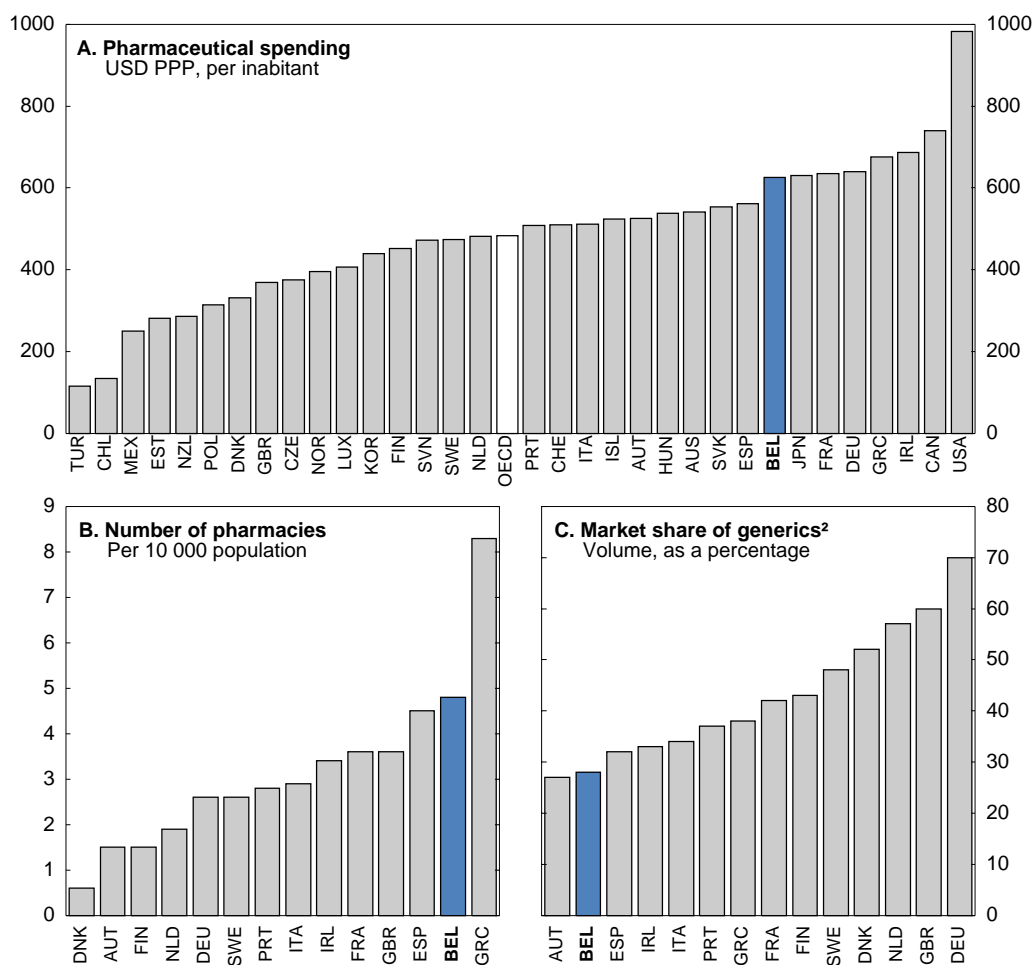 A. Pharmaceutical spending
USD PPP, per inabitant
1000
800
600
400
200
0
1000
800
600
400
200
0
TUR
CHL
MEX
EST
NZL
POL
DNK
GBR
CZE
NOR
LUX
KOR
FIN
SVN
SWE
NLD
OECD
PRT
CHE
ITA
ISL
AUT
HUN
AUS
SVK
ESP
BEL
JPN
FRA
DEU
GRC
IRL
CAN
USA
B. Number of pharmacies
Per 10 000 population
9
8
7
6
5
4
3
2
1
0
DNK
AUT
FIN
NLD
DEU
SWE
PRT
ITA
IRL
FRA
GBR
ESP
BEL
GRC
C. Market share of generics²
Volume, as a percentage
80
70
60
50
40
30
20
10
0
AUT
BEL
ESP
IRL
ITA
PRT
GRC
FRA
FIN
SWE
DNK
NLD
GBR
DEU